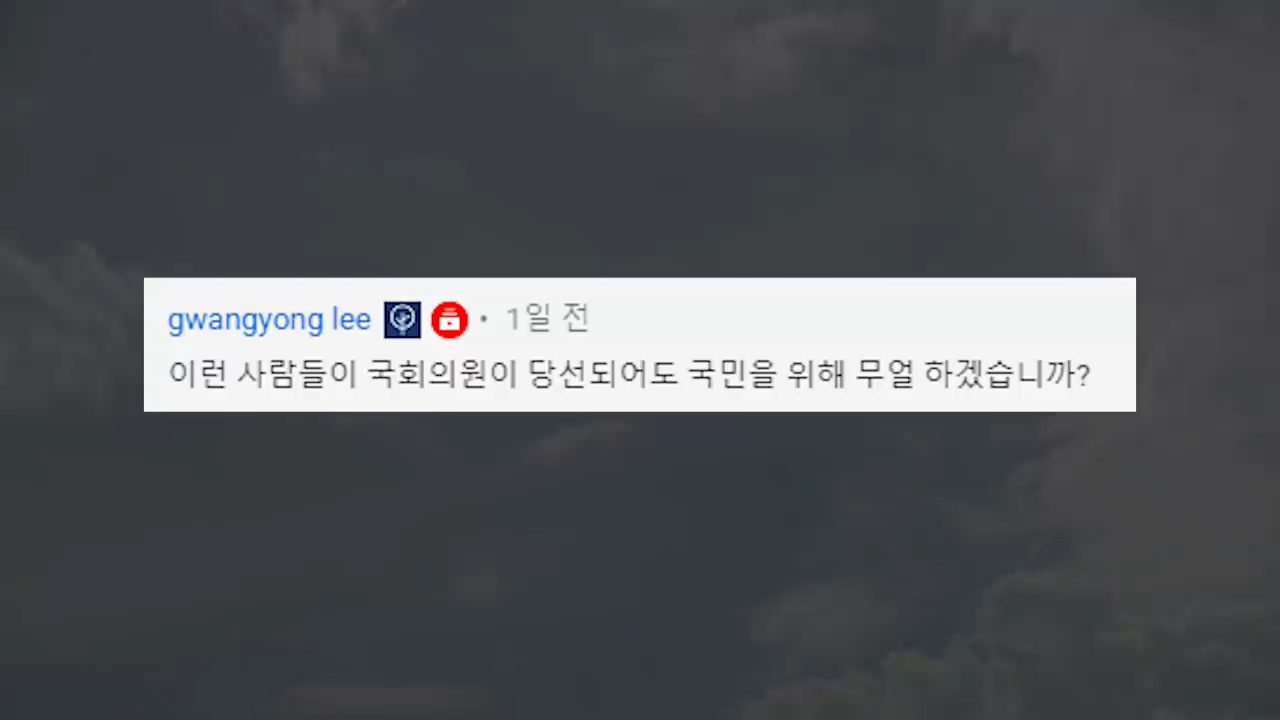 gwangyong lee • 1일 전
이런 사람들이 국회의원이 당선되어도 국민을 위해 무얼 하겠습니까?